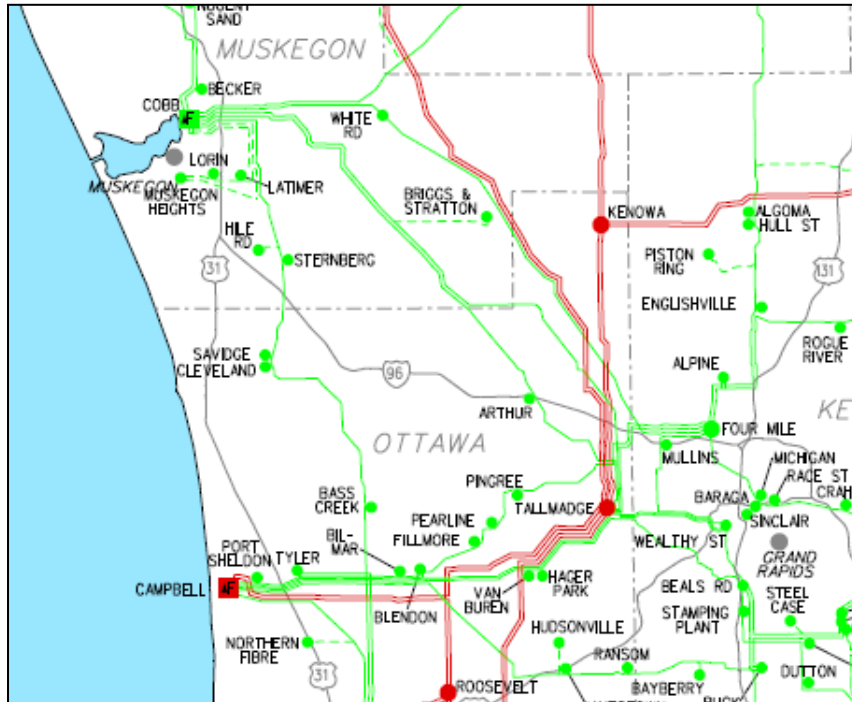 NUGENT
SAND
MUSKEGON
BECKER
COBB
AF
WHITE
RD
LORIN
MUSKEGON
MUSKEGON
HEIGHTS
LATIMER
BRIGGS &
STRATTON
KENOWA
ALGOMA
HULL ST
HILE
RD
STERNBERG
PISTON
RING
31
131
ENGLISHVILLE
ROGUE
RIVER
SAVIDGE
CLEVELAND
96
ALPINE
ARTHUR
KE
OTTAWA
FOUR MILE
MULLINS
MICHIGAN
RACE ST
CRAH
PINGREE
BASS
CREEK
TALLMADGE
BARAGA
SINCLAIR
PEARLINE
FILLMORE
BIL-
MAR
WEALTHY ST
GRAND
RAPIDS
PORT
SHELDON
TYLER
CAMPBELL
AF
VAN
BUREN
HAGER
PARK
BEALS RD
STEEL
CASE
BLENDON
STAMPING
PLANT
NORTHERN
FIBRE
HUDSONVILLE
RANSOM
31
ROOSEVELT
BAYBERRY
DUTTON